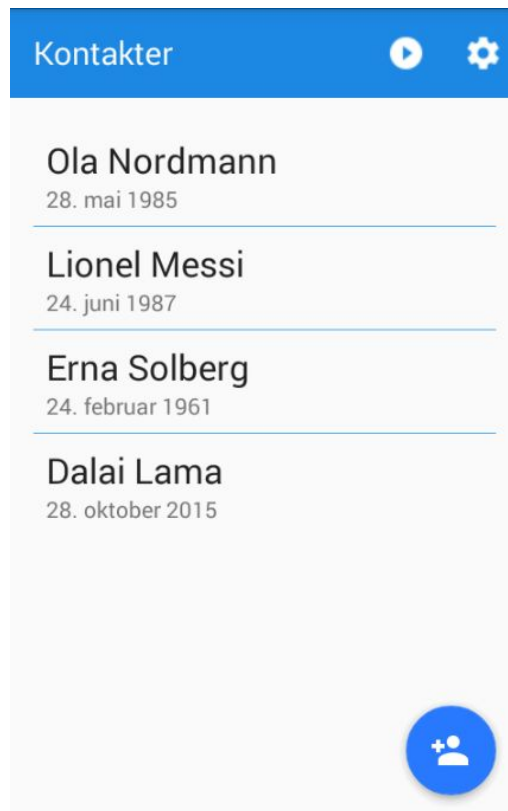 Kontakter
Ola Nordmann
28. mai 1985
Lionel Messi
24. juni 1987
Erna Solberg
24. februar 1961
Dalai Lama
28. oktober 2015